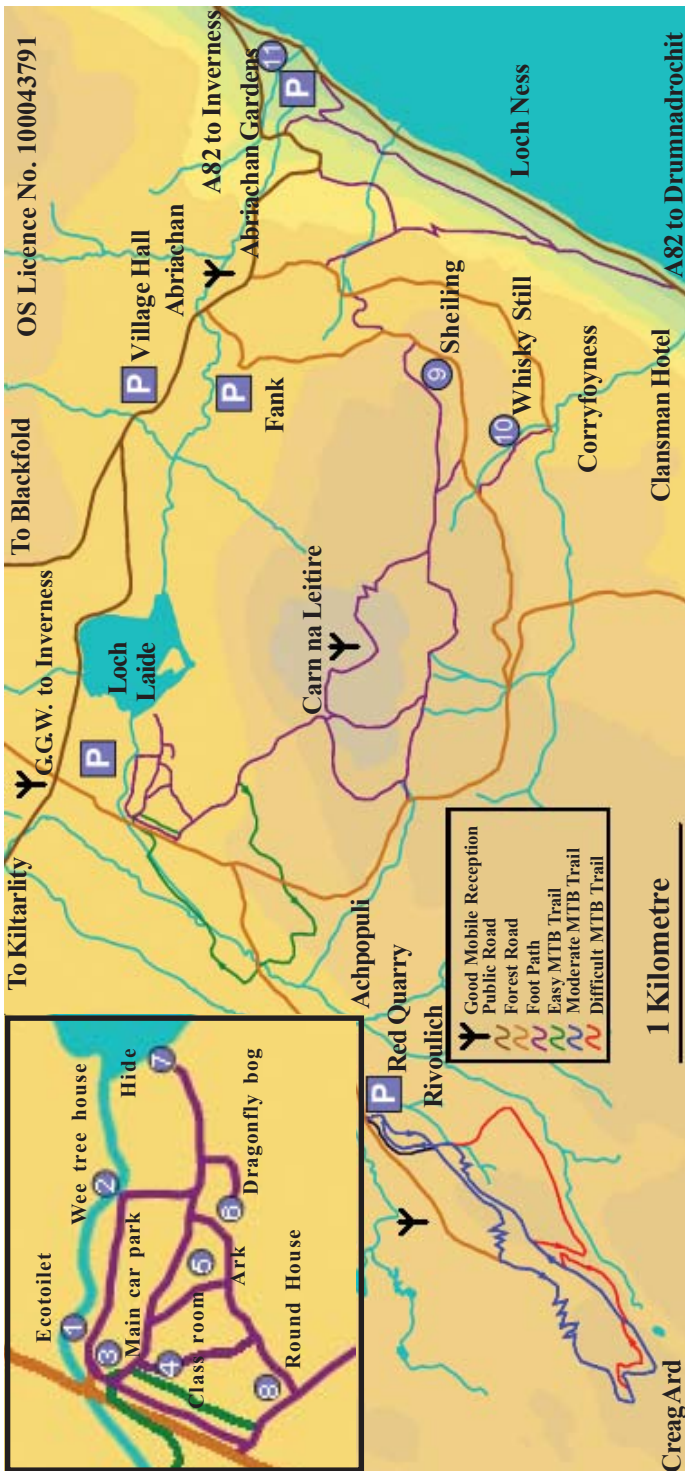 OS Licence No. 100043791
To Blackfold
G.G.W. to Inverness
To Kiltarlity
P
Village Hall
Abriachan
A82 to Inverness
Abriachan Gardens
11
P
P
Fank
Loch
Laide
P
Carn na Leitire
9
Sheiling
10
Whisky Still
Corryfoyness
Loch Ness
Clansman Hotel
A82 to Drumnadrochit
Achpopuli
P
Red Quarry
Rivoulich
Creag Ard
Good Mobile Reception
Public Road
Forest Road
Foot Path
Easy MTB Trail
Moderate MTB Trail
Difficult MTB Trail
1 Kilometre
Ecotoilet
1
Wee tree house
2
Hide
7
3
Main car park
4
Class room
5
Ark
6
Dragonfly bog
8
Round House